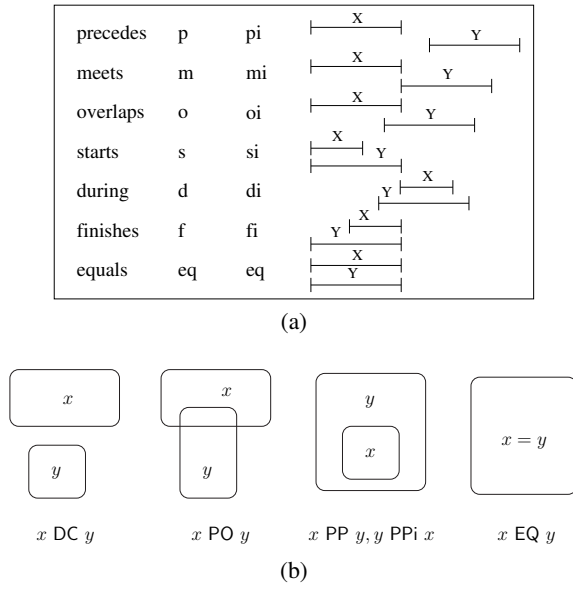 precedes p pi X Y
meets m mi X Y
overlaps o oi X Y
starts s si X Y
during d di X Y
finishes f fi X Y
equals eq eq X Y
(a)
x
y
x
y
y
x
x = y
x DC y
x PO y
x PP y, y PPi x
x EQ y
(b)